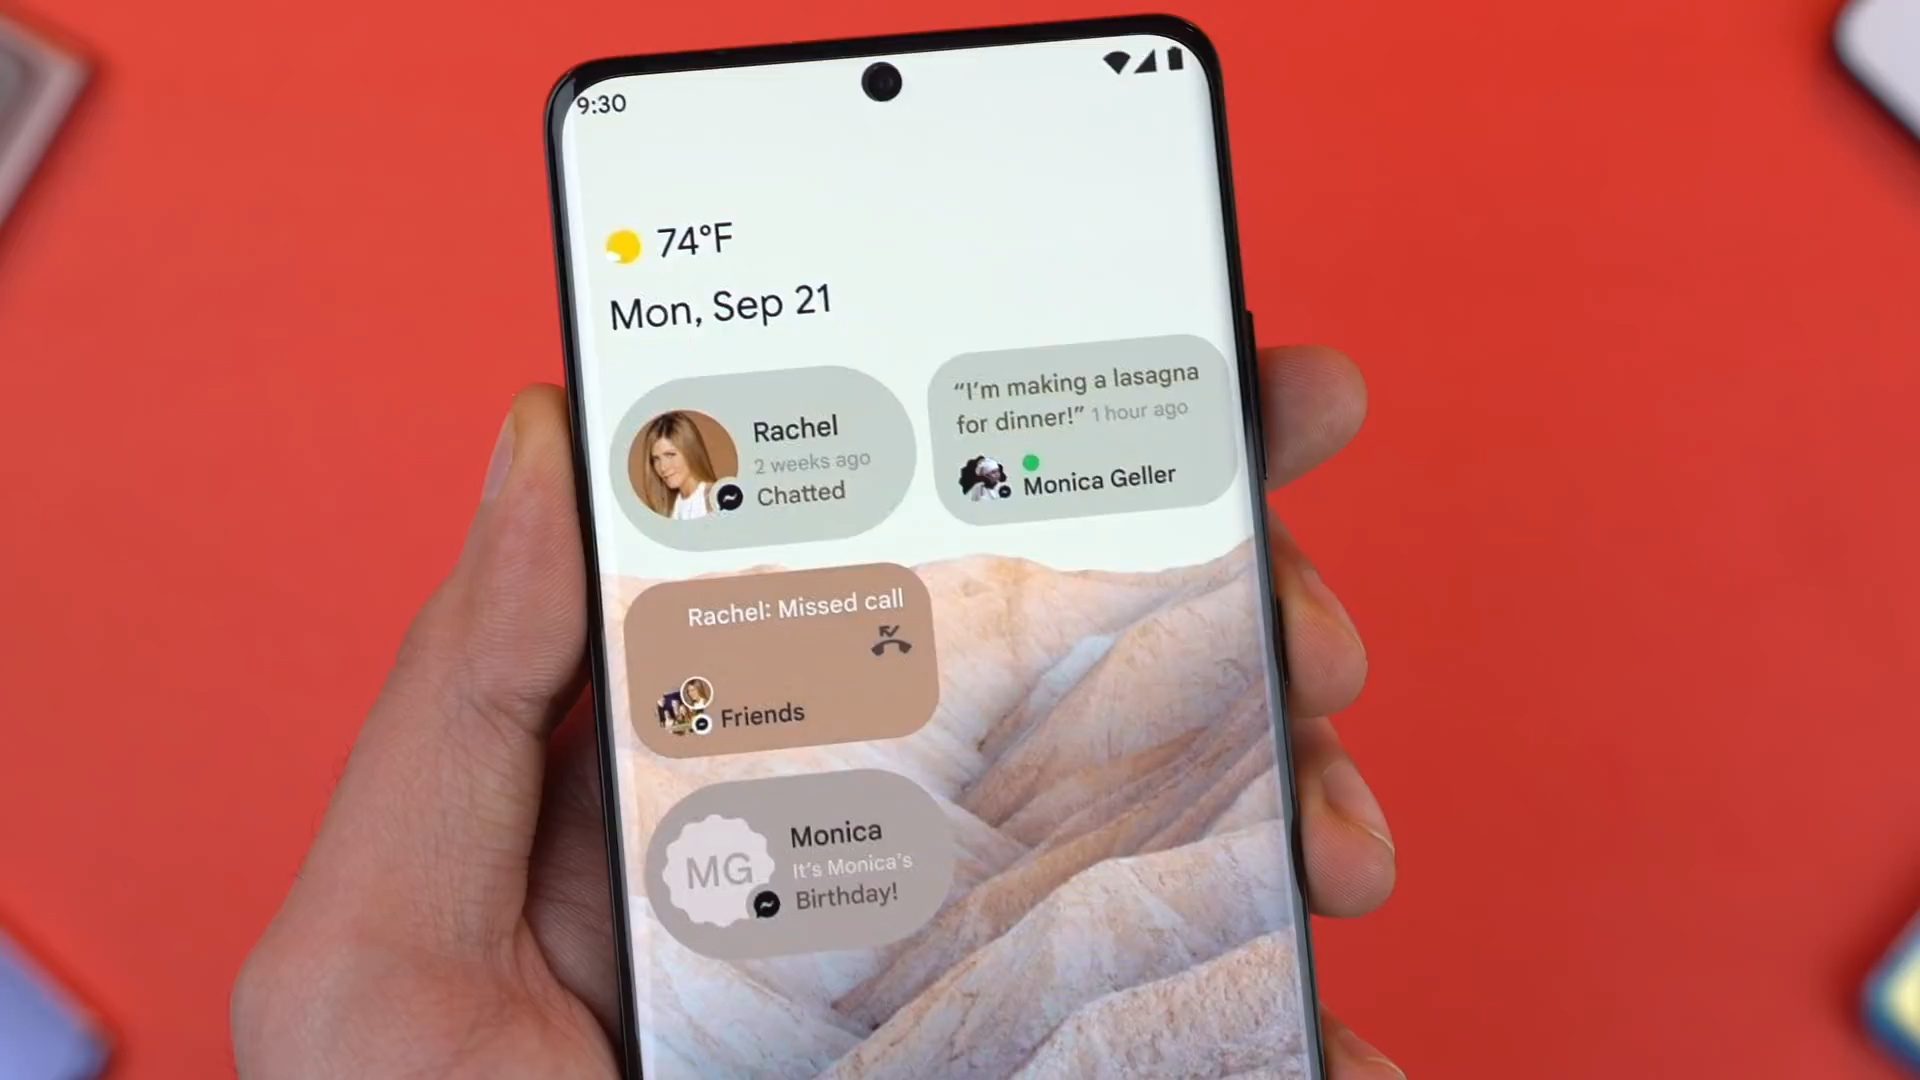 9:30
74°F
Mon, Sep 21
Rachel
2 weeks ago
Chatted
“I’m making a lasagna
for dinner!” 1 hour ago
Monica Geller
Rachel: Missed call
Friends
MG
Monica
It’s Monica’s
Birthday!